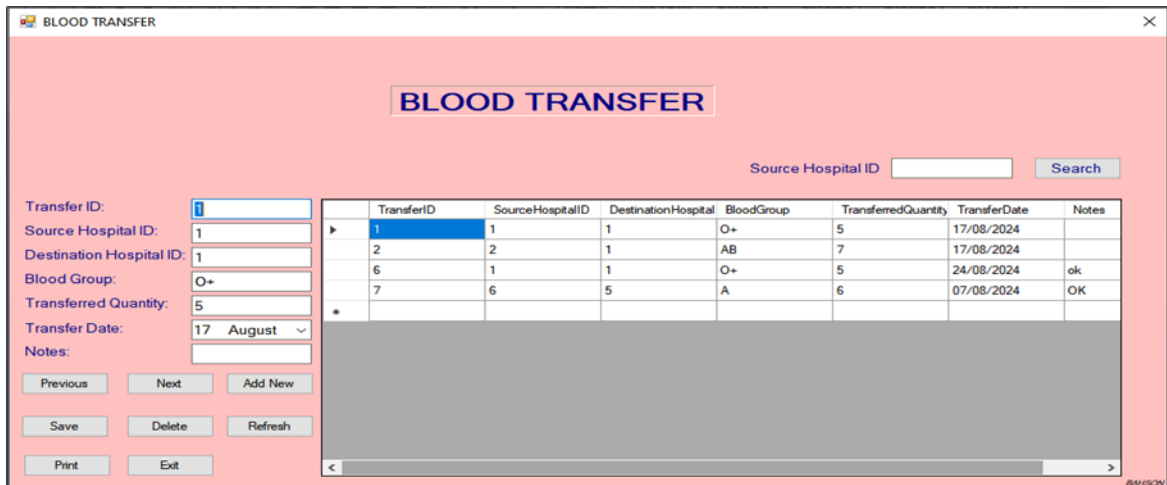 BLOOD TRANSFER
BLOOD TRANSFER
Source Hospital ID Search
Transfer ID: 1
Source Hospital ID: 1
Destination Hospital ID: 1
Blood Group: O+
Transferred Quantity: 5
Transfer Date: 17 August
Notes:
Previous Next Add New
Save Delete Refresh
Print Exit
TransferID SourceHospitalID DestinationHospital BloodGroup TransferredQuantity TransferDate Notes
1 1 1 O+ 5 17/08/2024
2 2 1 AB 7 17/08/2024
6 1 1 O+ 5 24/08/2024 ok
7 6 5 A 6 07/08/2024 OK